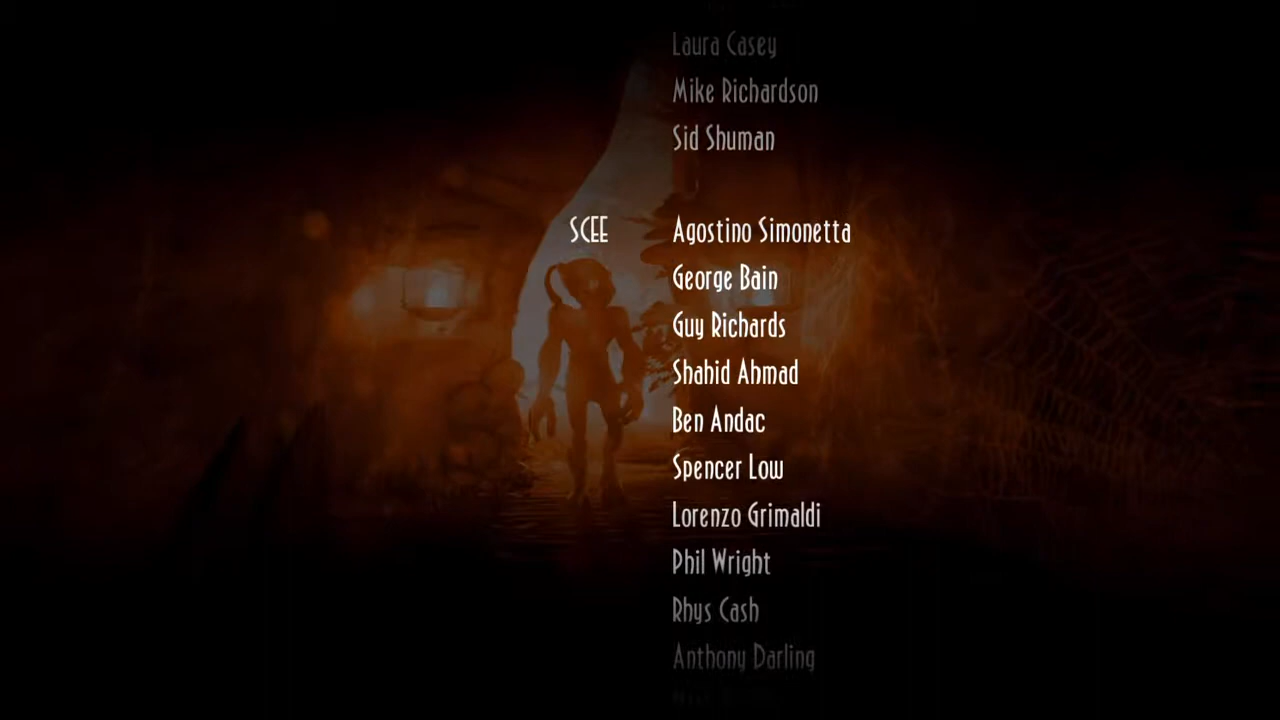 Laura Casey
Mike Richardson
Sid Shuman
SCEE Agostino Simonetta
George Bain
Guy Richards
Shahid Ahmad
Ben Andac
Spencer Low
Lorenzo Grimaldi
Phil Wright
Rhys Cash
Anthony Darling